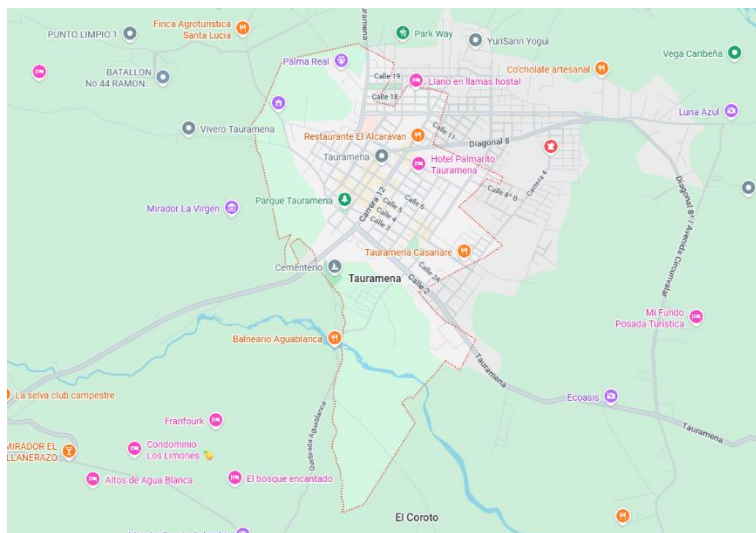 Finca Agroturística
Santa Lucia
PUNTO LIMPIO 1
Tauramena
Park Way
YuriSann Yogui
Vega Caribeña
Palma Real
BATALLON
No 44 RAMON...
Calle 19
Llano en llamas hostal
Co'cholate artesanal
Calle 18
Luna Azul
Vivero Tauramena
Restaurante El Alcaravan
Calle 11
Diagonal 8
Tauramena
Hotel Palmarito
Tauramena
Carrera 4
Calle 8ª B
Parque Tauramena
Carrera 12
Calle 6
Calle 5
Calle 4
Calle 3
Mirador La Virgen
Diagonal 8ª / Avenida Circunvalar
Tauramena Casanare
Cementerio
Tauramena
Calle 2A
Calle 2
Mi Fundo
Posada Turística
Balneario Aguablanca
Tauramena
La selva club campestre
Ecoasis
Franfourk
Tauramena
MIRADOR EL
LLANERAZO
Condominio
Los Limones
Quebrada Aguablanca
Altos de Agua Blanca
El bosque encantado
El Coroto